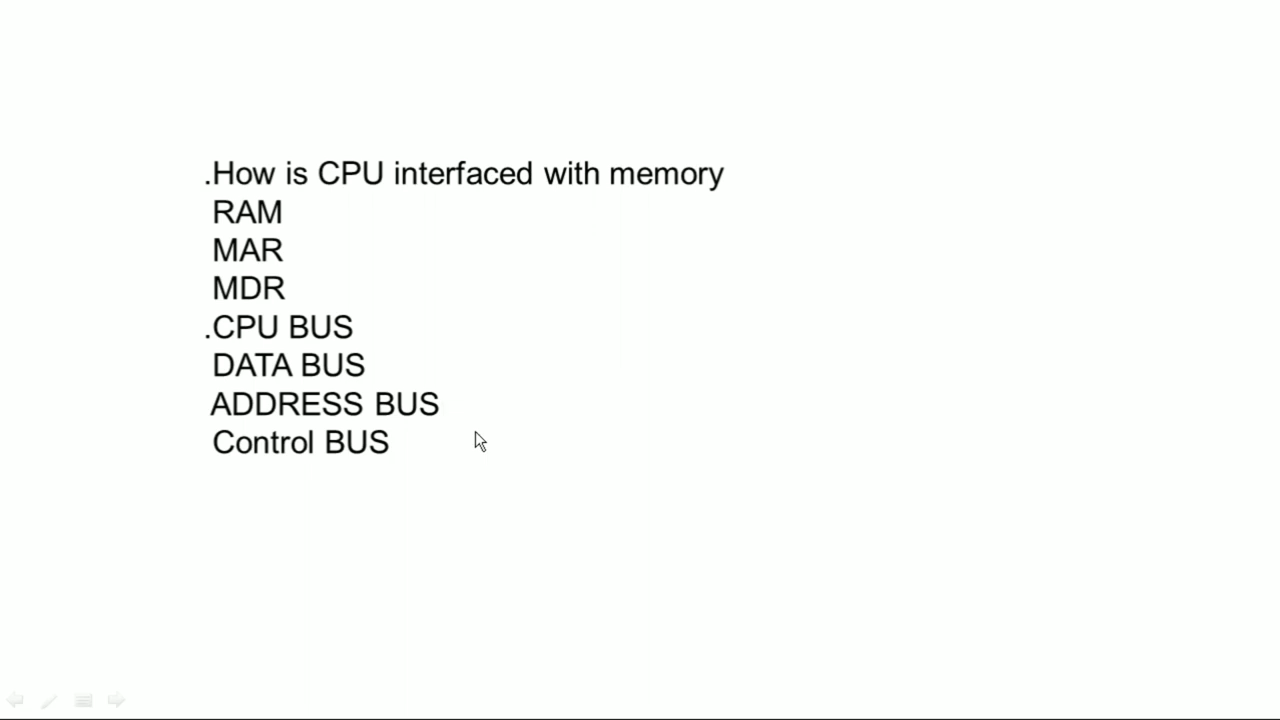 .How is CPU interfaced with memory
RAM
MAR
MDR
.CPU BUS
DATA BUS
ADDRESS BUS
Control BUS